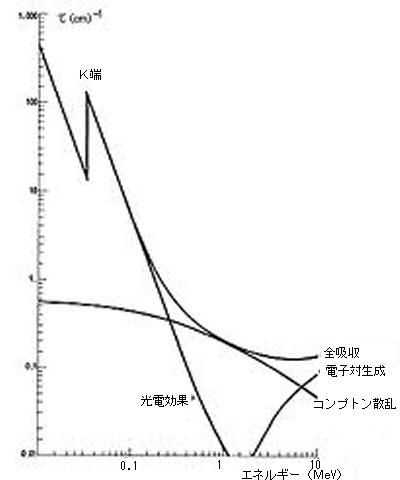 1.000
τ(cm)⁻¹
K端
100
10
1.
全吸収
電子対生成
0.1
光電効果
コンプトン散乱
0.0
0.1
1
10
エネルギー (MeV)